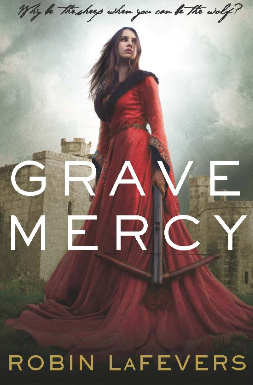 Why be the sheep when you can be the wolf?
GRAVE
MERCY
ROBIN LAFEVERS